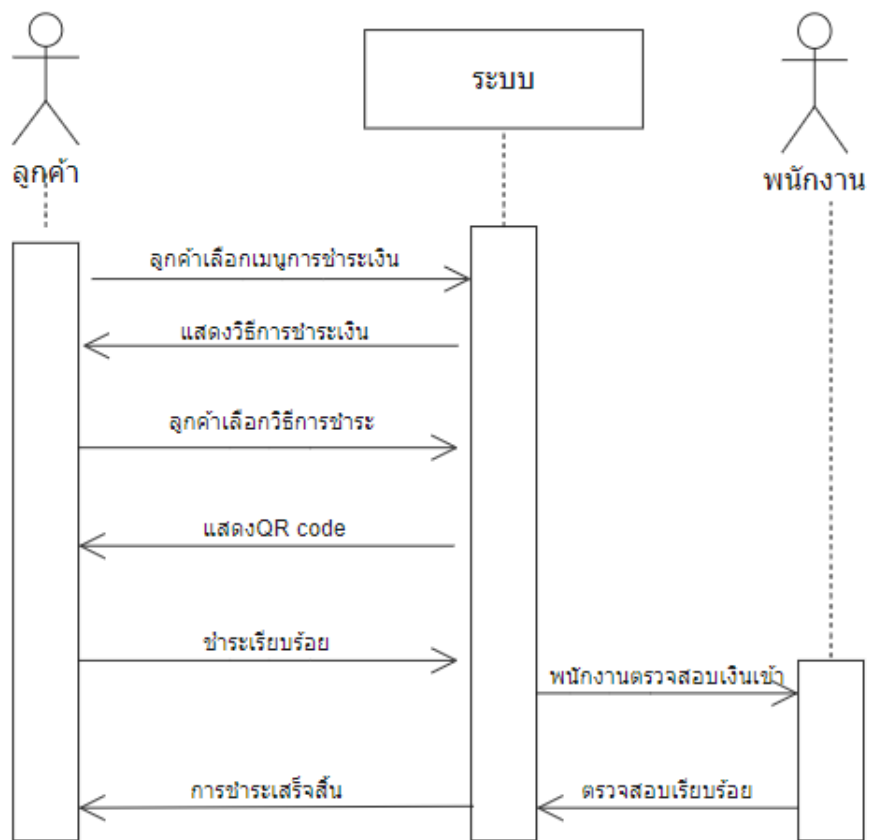 ระบบ
ลูกค้า
พนักงาน
ลูกค้าเลือกเมนูการชำระเงิน
แสดงวิธีการชำระเงิน
ลูกค้าเลือกวิธีการชำระ
แสดงQR code
ชำระเรียบร้อย
พนักงานตรวจสอบเงินเข้า
การชำระเสร็จสิ้น
ตรวจสอบเรียบร้อย